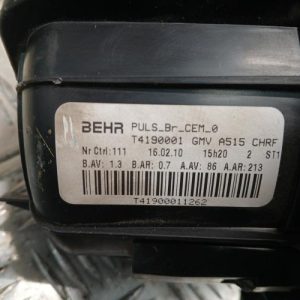 BEHR PULS_Br_CEM_0
T4190001 GMV A515 CHRF
Nr Ctrl:111 16.02.10 15h20 2 ST1
B.AV: 1.3 B.AR: 0.7 A.AV: 86 A.AR:213
T41900011262